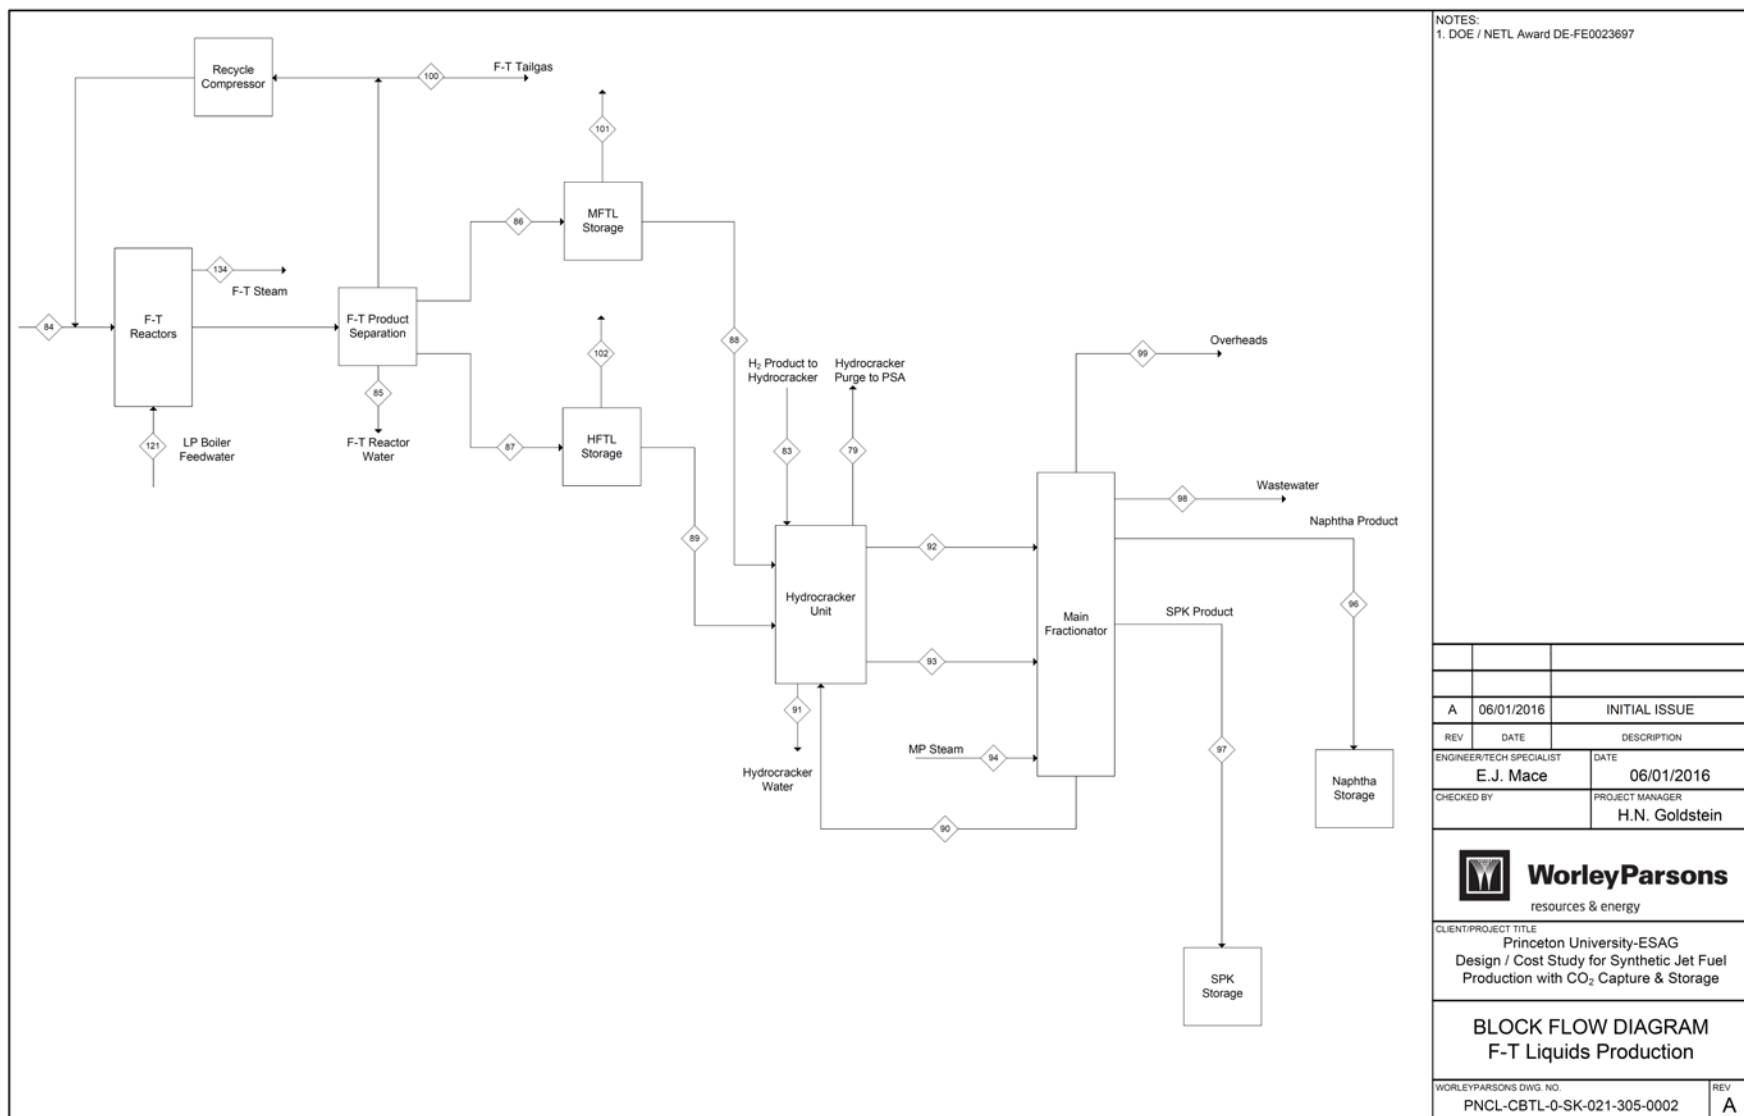 Recycle
Compressor
100
F-T Tailgas
101
MFTL
Storage
86
134
F-T Steam
84
F-T
Reactors
F-T Product
Separation
88
102
85
F-T Reactor
Water
121
LP Boiler
Feedwater
87
HFTL
Storage
H₂ Product to
Hydrocracker
Hydrocracker
Purge to PSA
83
79
99
Overheads
98
Wastewater
Naphtha Product
89
92
Hydrocracker
Unit
Main
Fractionator
SPK Product
96
93
91
Hydrocracker
Water
MP Steam
94
97
90
Naphtha
Storage
SPK
Storage
NOTES:
1. DOE / NETL Award DE-FE0023697
A 06/01/2016 INITIAL ISSUE
REV DATE DESCRIPTION
ENGINEER/TECH SPECIALIST DATE
E.J. Mace 06/01/2016
CHECKED BY PROJECT MANAGER
H.N. Goldstein
WorleyParsons
resources & energy
CLIENT/PROJECT TITLE
Princeton University-ESAG
Design / Cost Study for Synthetic Jet Fuel
Production with CO₂ Capture & Storage
BLOCK FLOW DIAGRAM
F-T Liquids Production
WORLEYPARSONS DWG. NO. REV
PNCL-CBTL-0-SK-021-305-0002 A